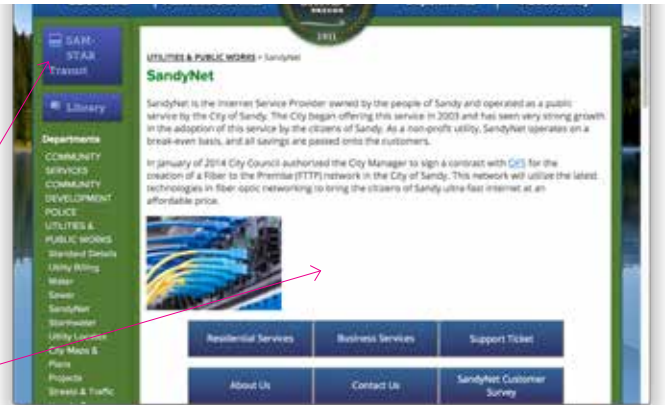 1911
SAM-
STAR
Transit
Library
Departments
COMMUNITY
SERVICES
COMMUNITY
DEVELOPMENT
POLICE
UTILITIES &
PUBLIC WORKS
Standard Details
Utility Billing
Water
Sewer
SandyNet
Stormwater
Utility Locates
City Maps &
Plans
Projects
Streets & Traffic
UTILITIES & PUBLIC WORKS » SandyNet
SandyNet
SandyNet is the Internet Service Provider owned by the people of Sandy and operated as a public
service by the City of Sandy. The City began offering this service in 2003 and has seen very strong growth
in the adoption of this service by the citizens of Sandy. As a non-profit utility, SandyNet operates on a
break-even basis, and all savings are passed onto the customers.
In January of 2014 City Council authorized the City Manager to sign a contract with OFS for the
creation of a Fiber to the Premise (FTTP) network in the City of Sandy. This network will utilize the latest
technologies in fiber optic networking to bring the citizens of Sandy ultra-fast internet at an
affordable price.
Residential Services
Business Services
Support Ticket
About Us
Contact Us
SandyNet Customer
Survey